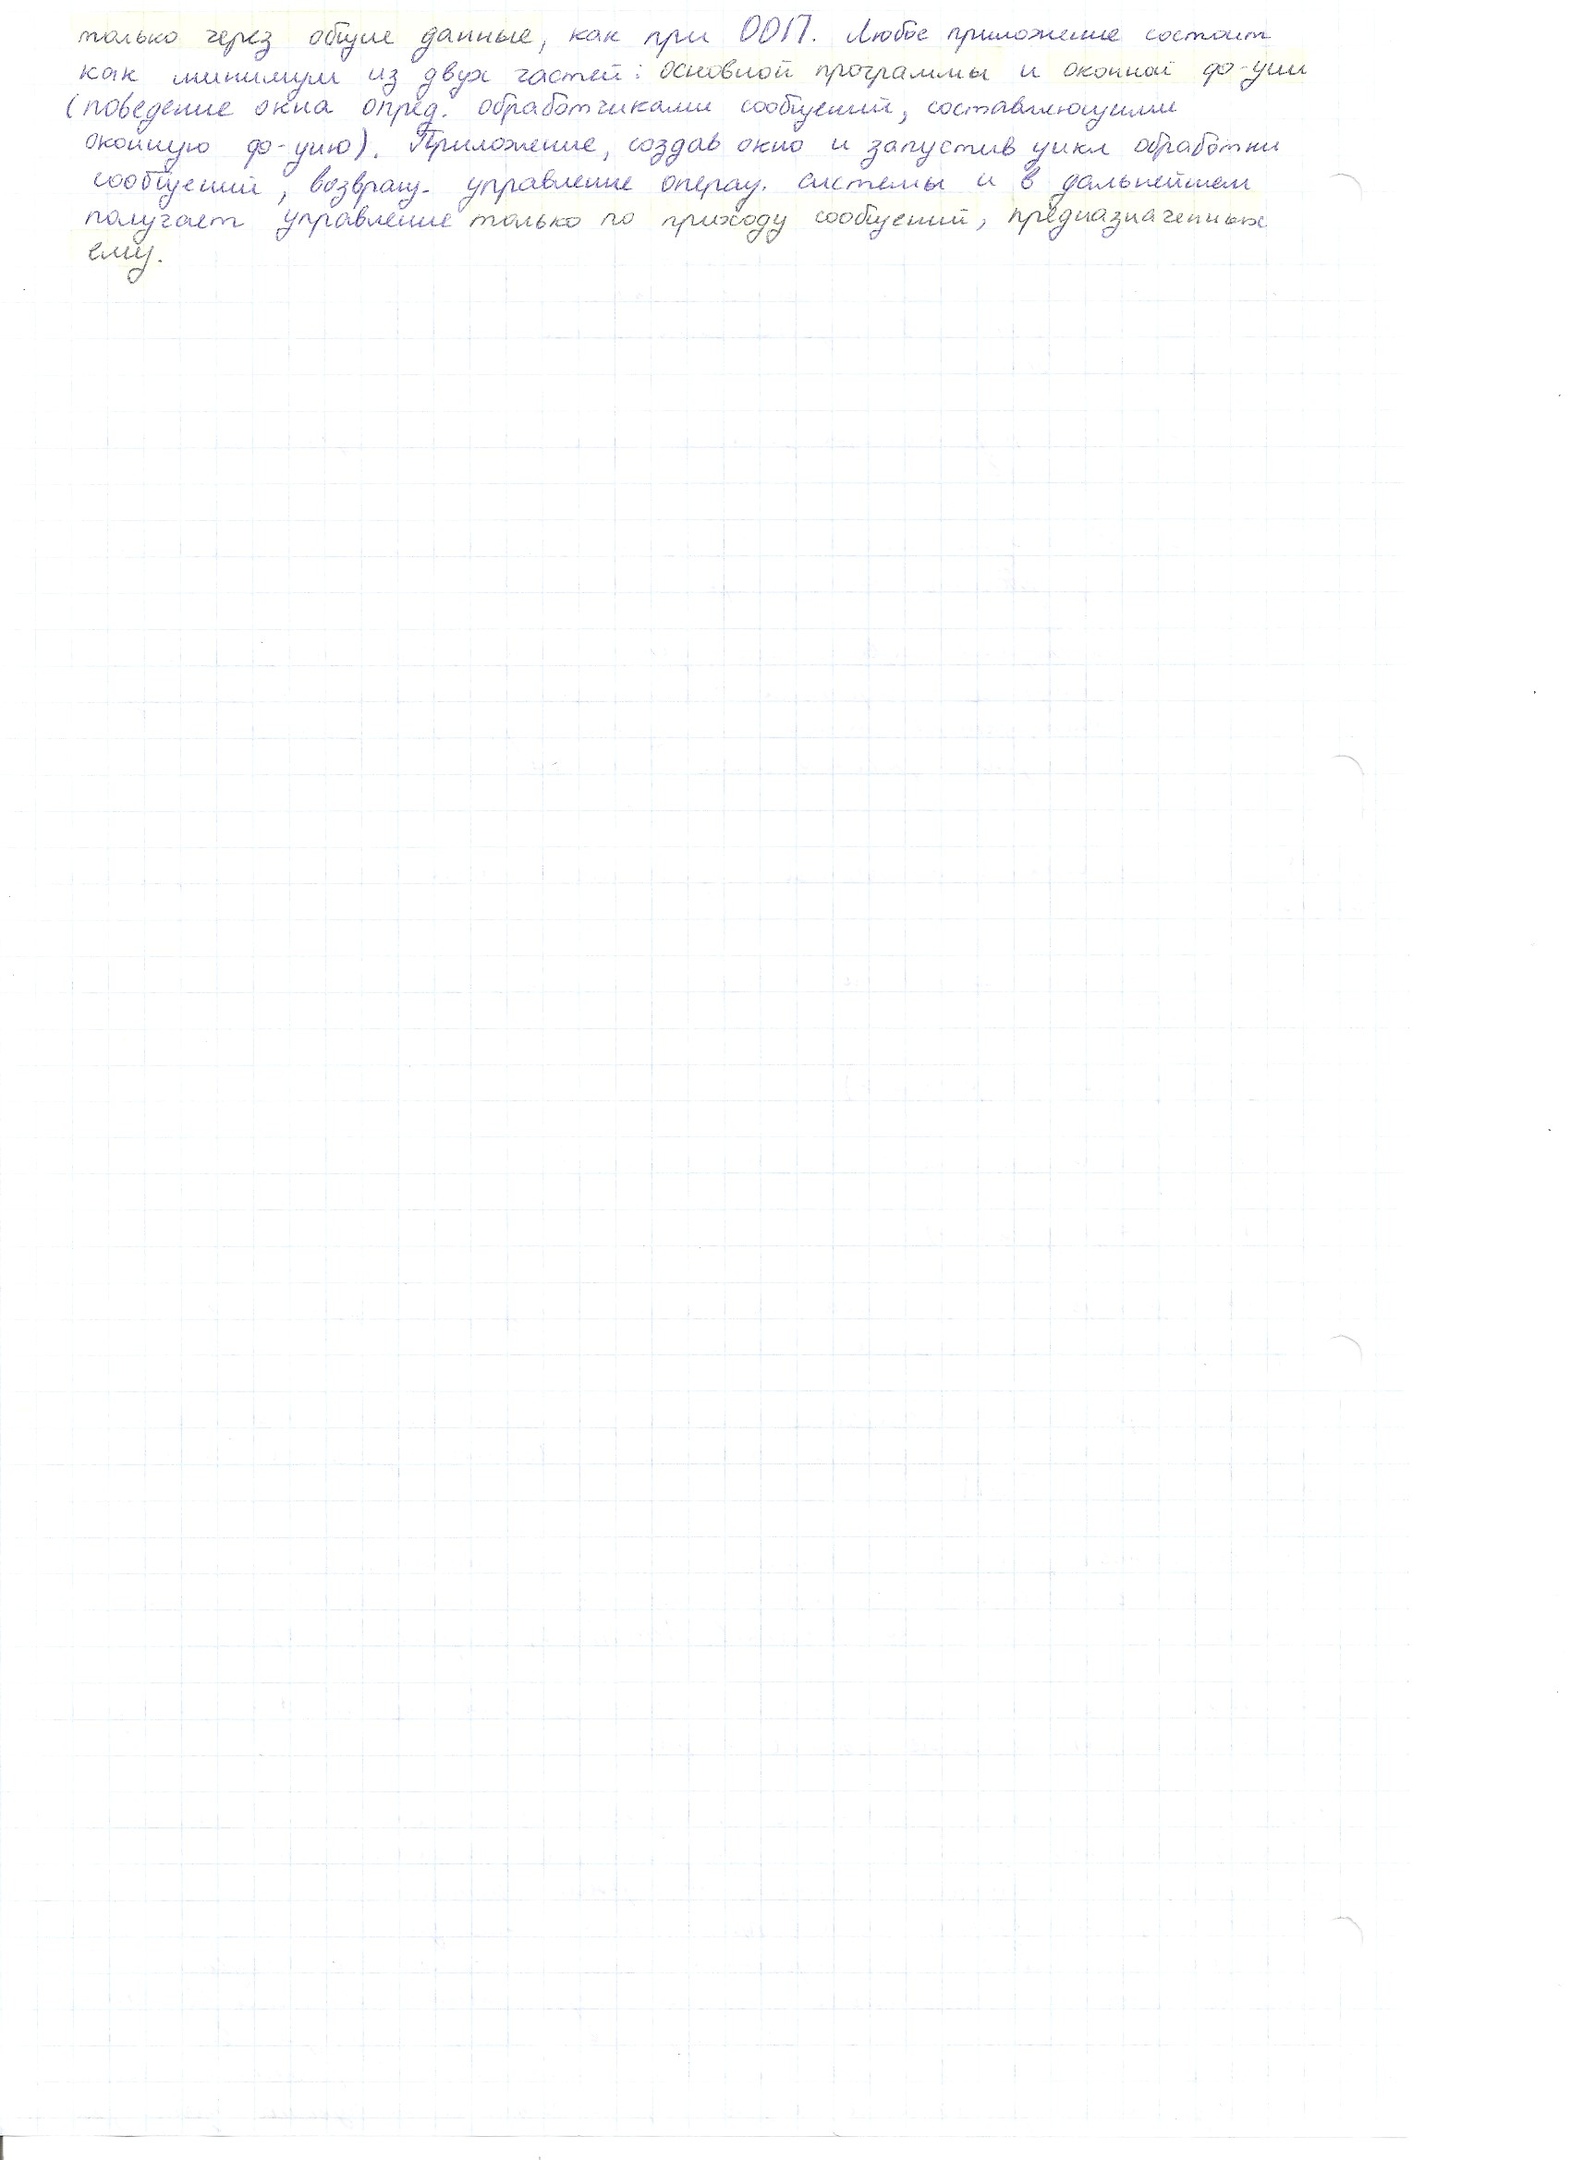 только через общие данные, как при ООП. Любое приложение состоит
как минимум из двух частей: основной программы и оконной ф-ции
(поведение окна опред. обработчиками сообщений, составляющими
оконную ф-цию). Приложение, создав окно и запустив цикл обработки
сообщений, возвращ. управление операц. системы и в дальнейшем
получает управление только по приходу сообщений, предназначенных
ему.